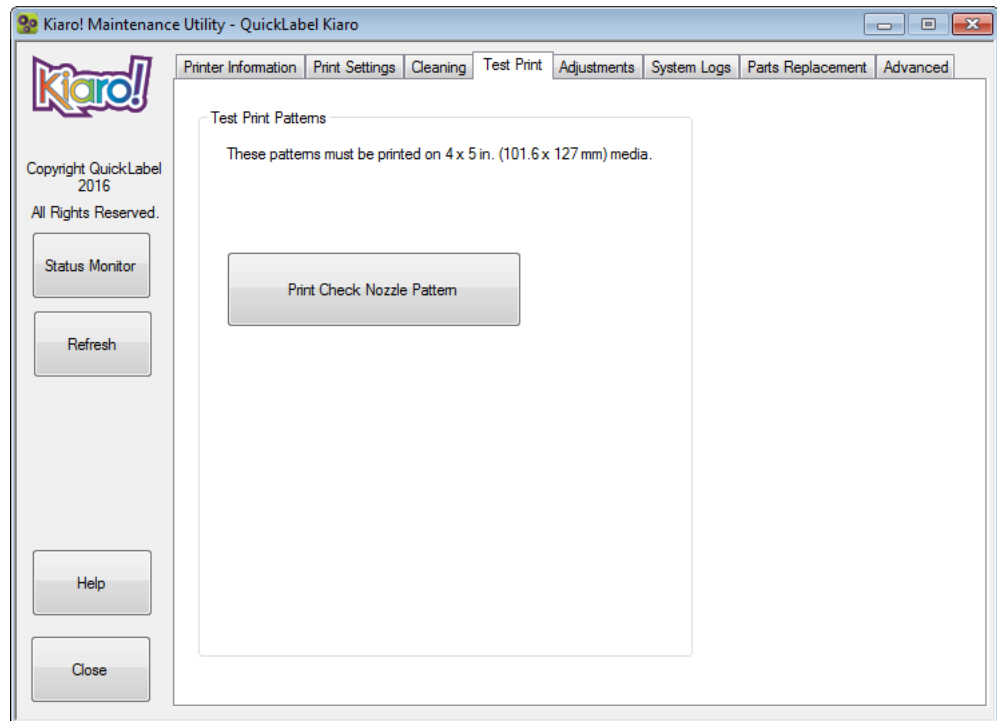 Kiaro! Maintenance Utility - QuickLabel Kiaro
Kiaro!
Copyright QuickLabel
2016
All Rights Reserved.
Status Monitor
Refresh
Help
Close
Printer Information Print Settings Cleaning Test Print Adjustments System Logs Parts Replacement Advanced
Test Print Patterns
These patterns must be printed on 4 x 5 in. (101.6 x 127 mm) media.
Print Check Nozzle Pattern